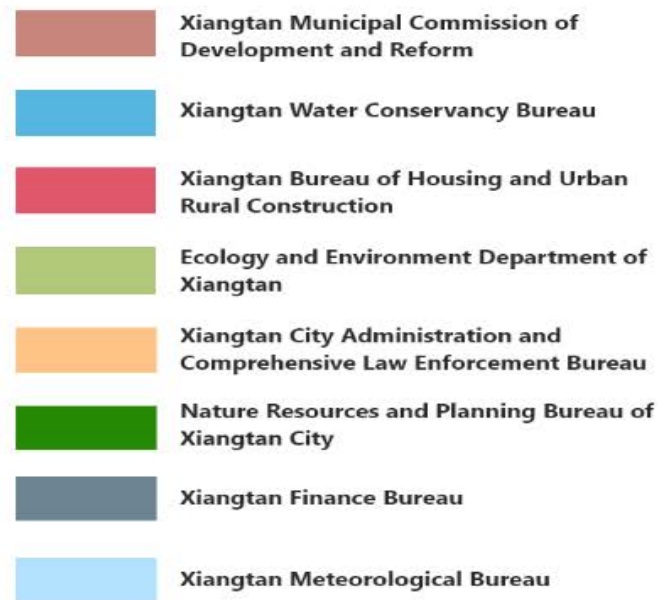 Xiangtan Municipal Commission of
Development and Reform
Xiangtan Water Conservancy Bureau
Xiangtan Bureau of Housing and Urban
Rural Construction
Ecology and Environment Department of
Xiangtan
Xiangtan City Administration and
Comprehensive Law Enforcement Bureau
Nature Resources and Planning Bureau of
Xiangtan City
Xiangtan Finance Bureau
Xiangtan Meteorological Bureau